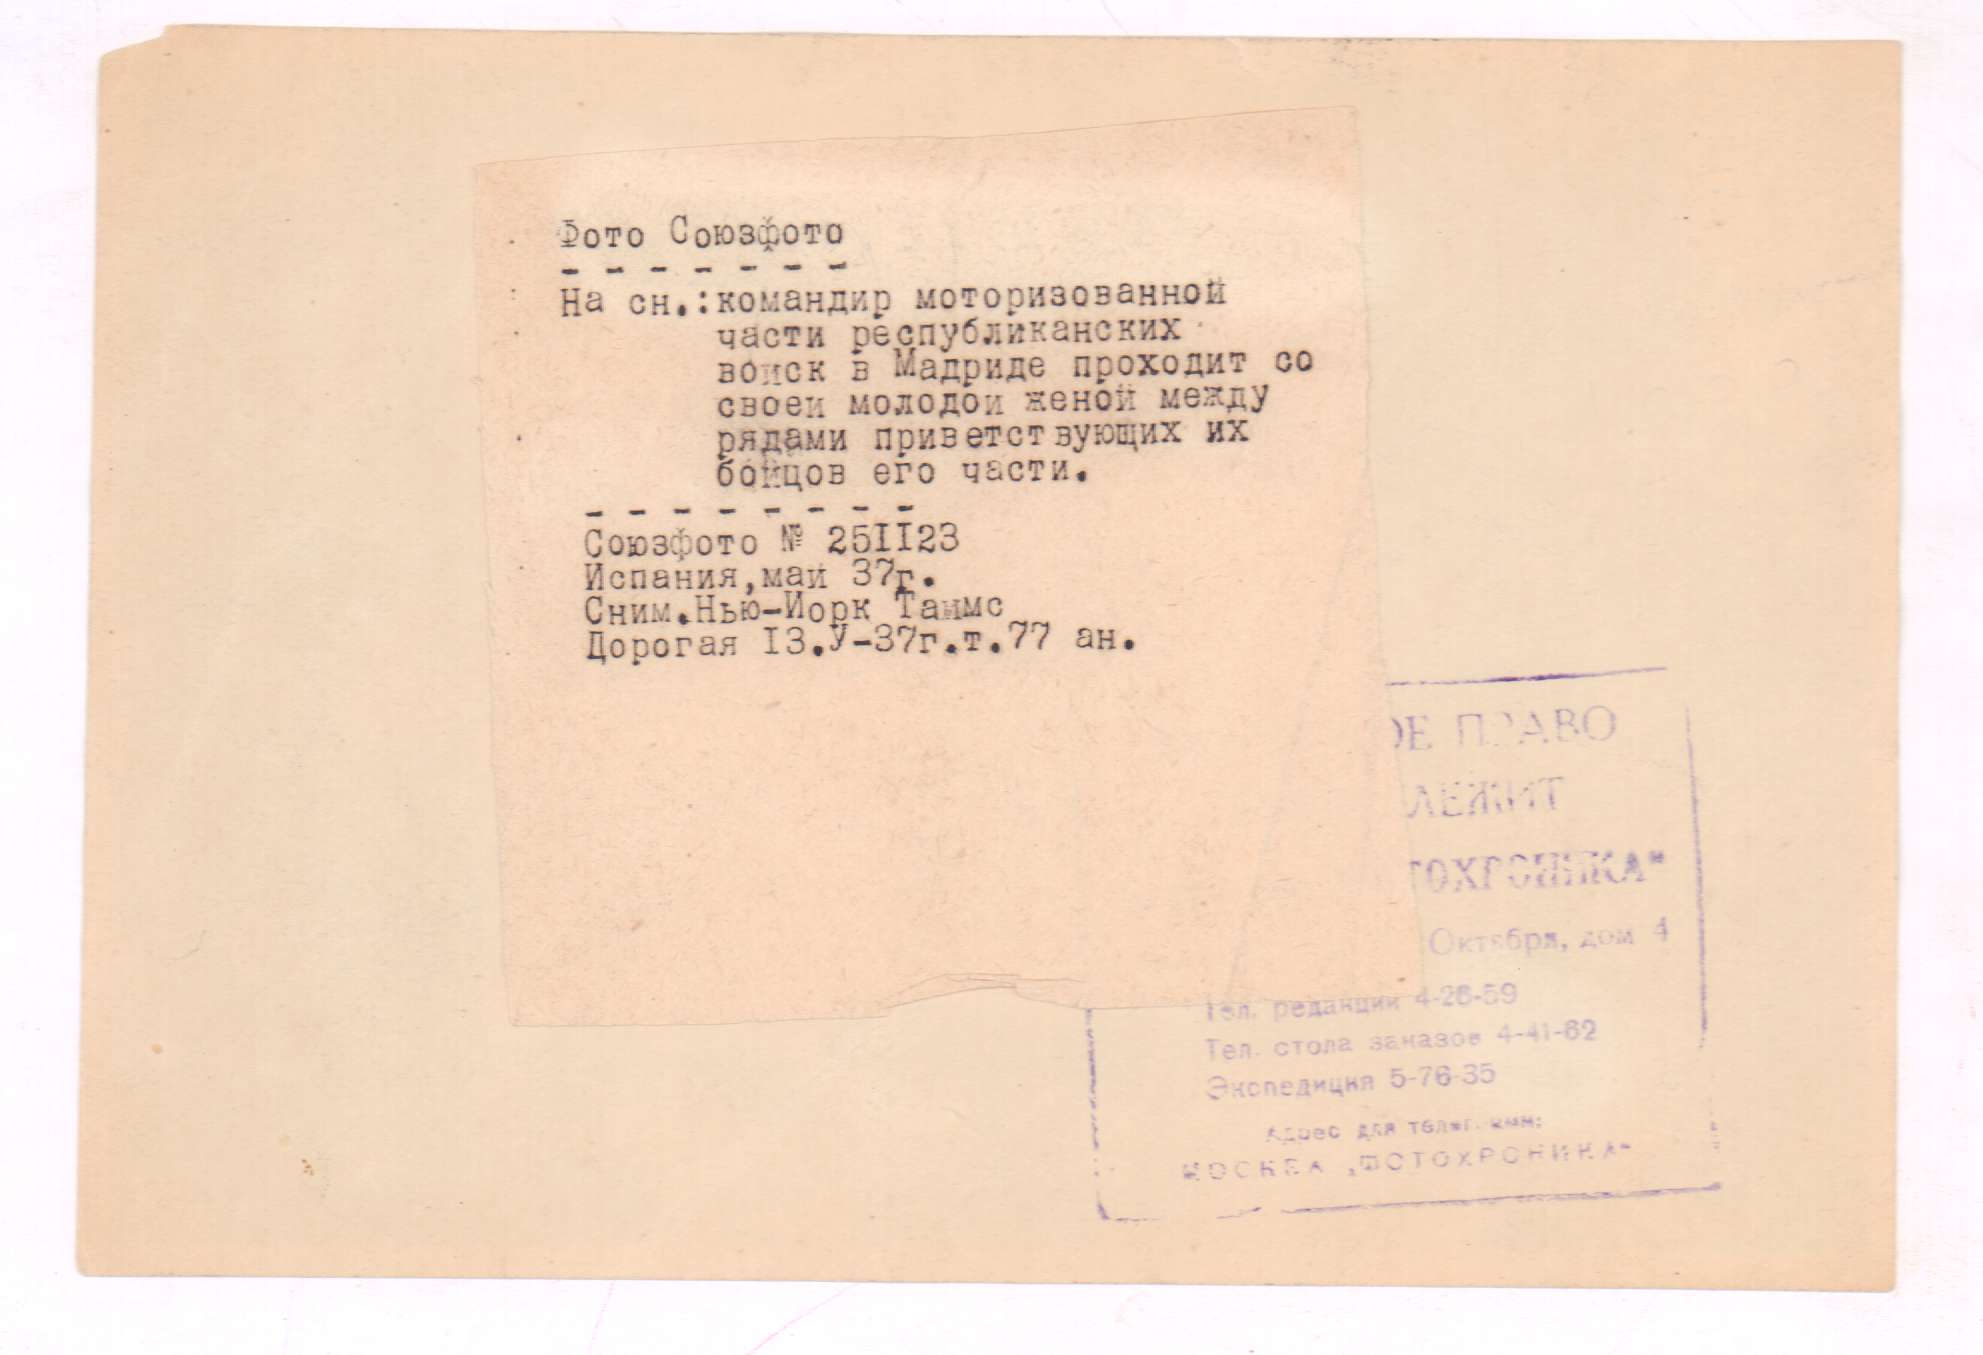 Фото Союзфото
- - - - - - -
На сн.:командир моторизованной
части республиканских
войск в Мадриде проходит со
своей молодой женой между
рядами приветствующих их
бойцов его части.
- - - - - - - -
Союзфото № 25II23
Испания,май 37г.
Сним.Нью-Йорк Таймс
Дорогая I3.У-37г.т.77 ан.
ОЕ ПРАВО
ЛЕЖИТ
ТОХРОНИКА"
Октября, дом 4
Тел. редакции 4-26-59
Тел. стола заказов 4-41-62
Экспедиция 5-76-35
Адрес для телеграмм:
МОСКВА „ФОТОХРОНИКА"